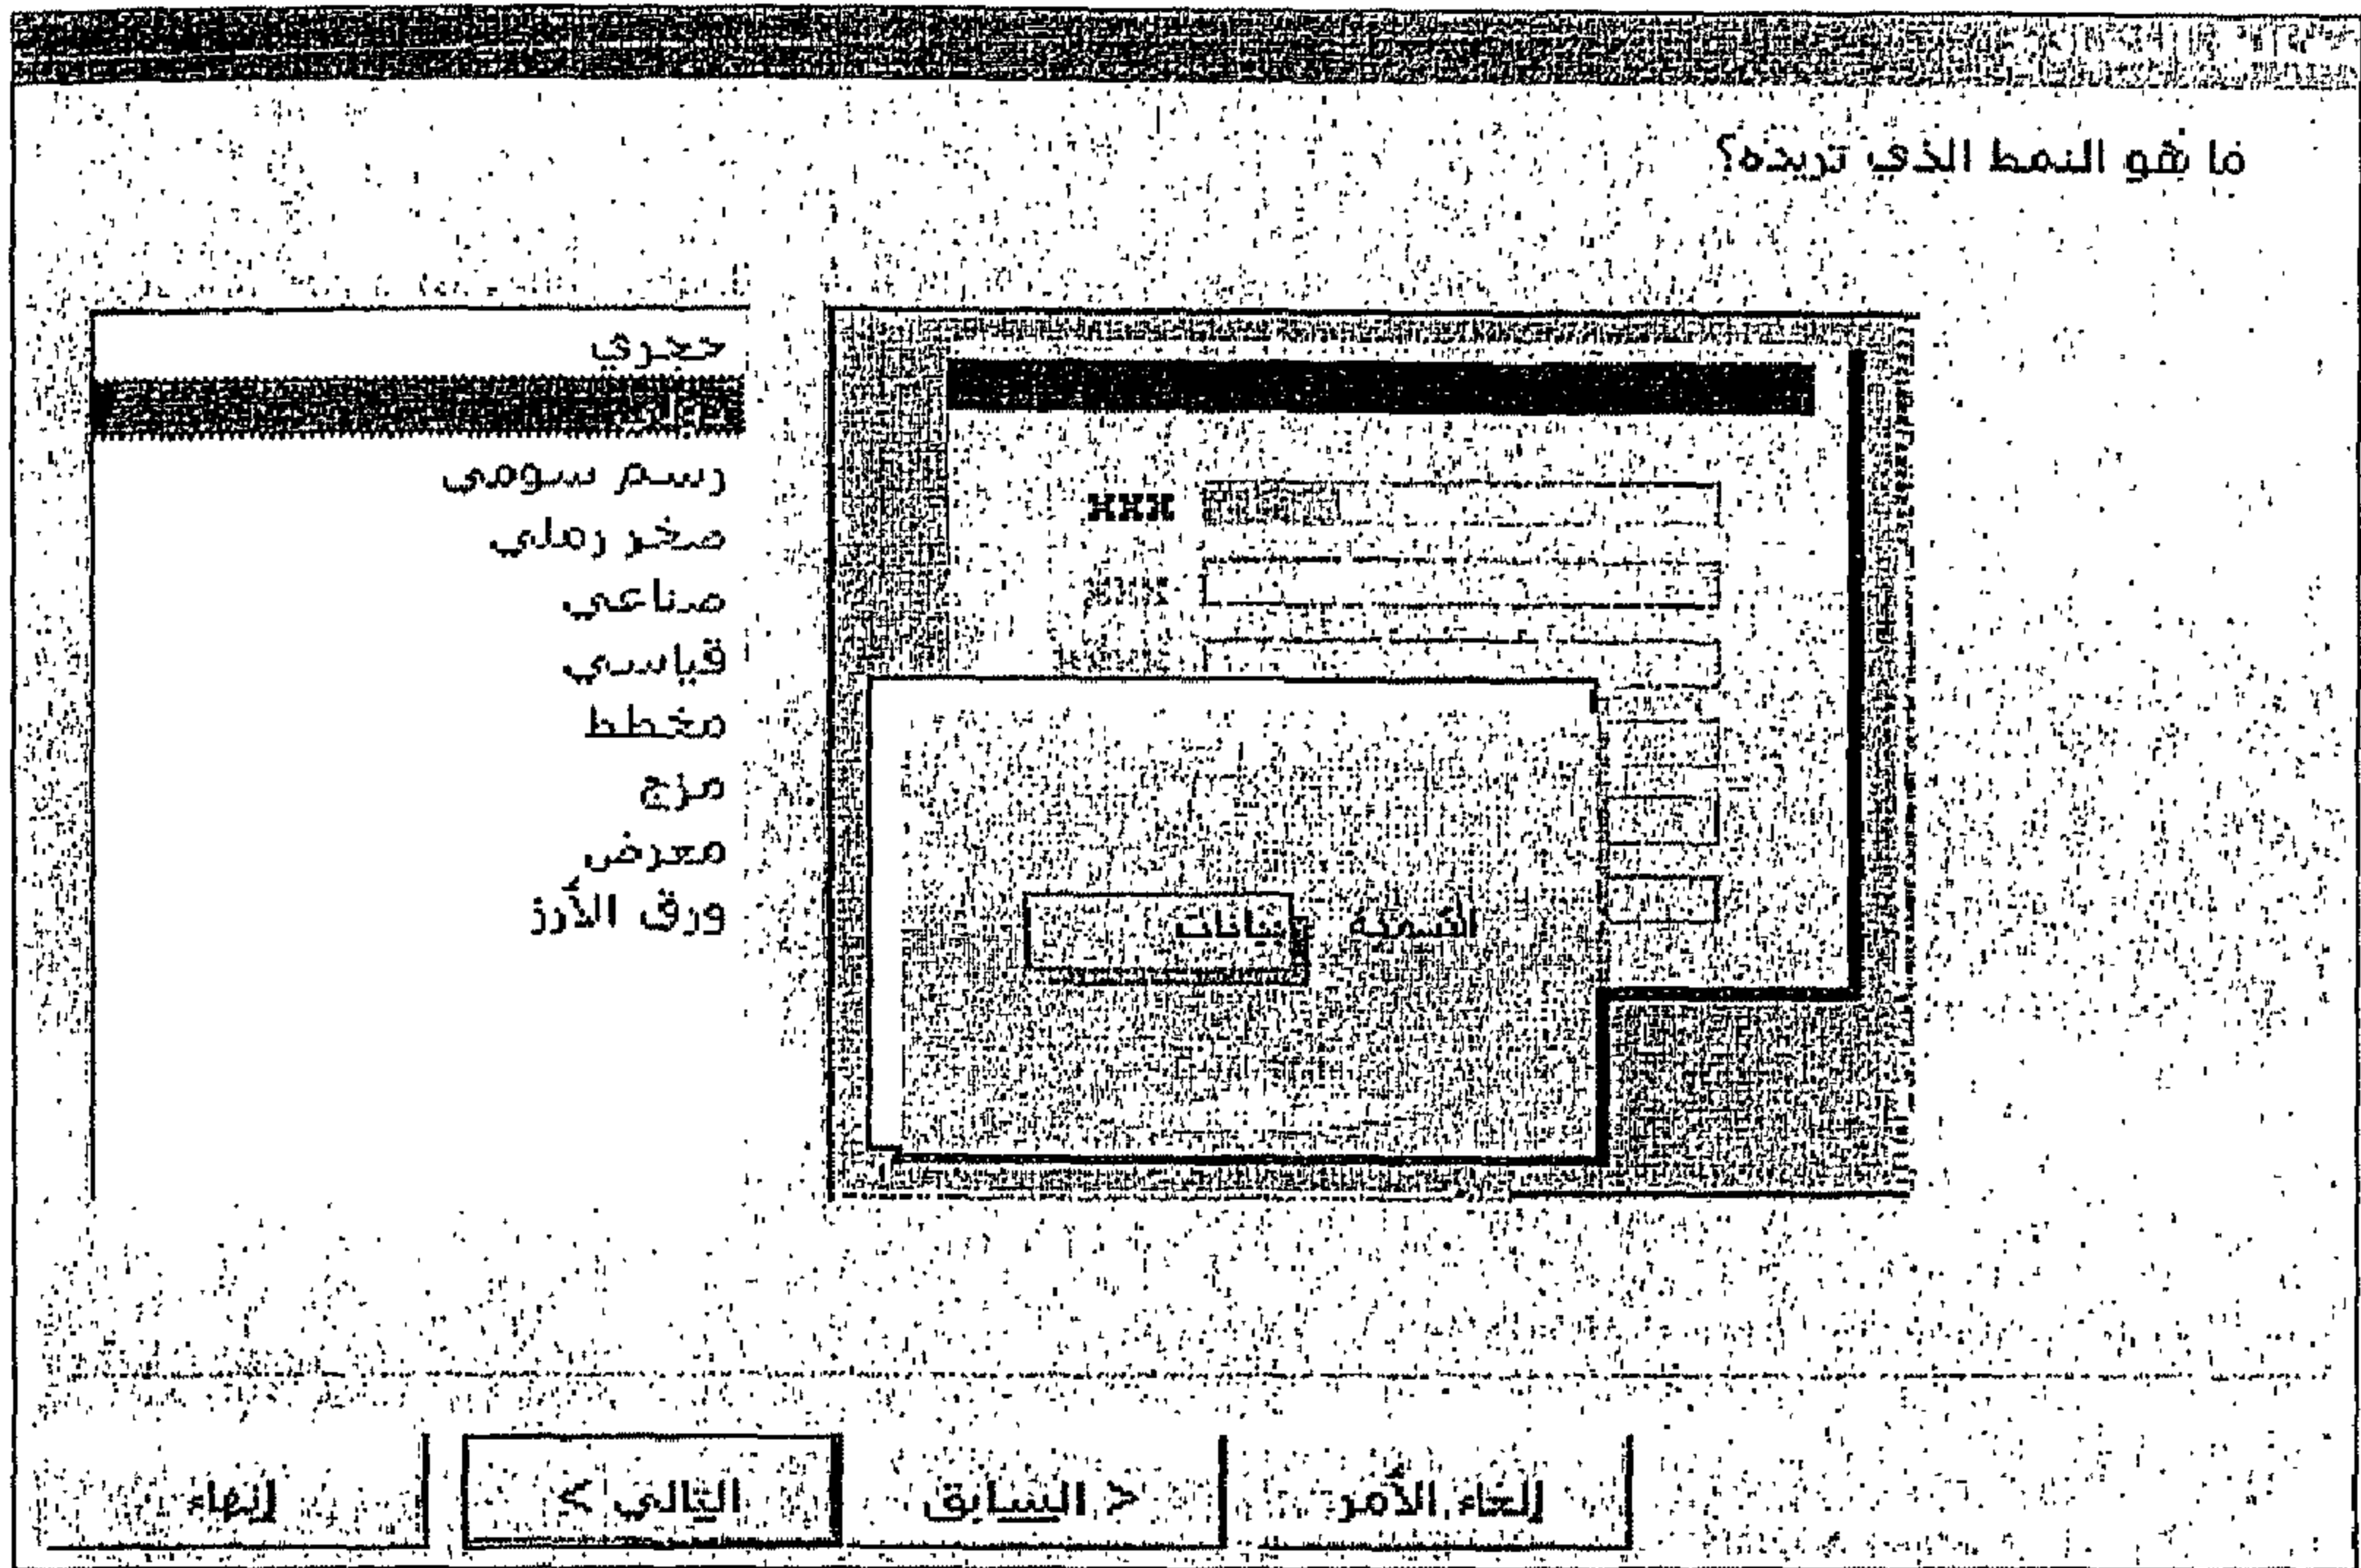 ما هو النمط الذي تريده؟
حجري
رسم سومي
صخر رملي
صناعي
قياسي
مخطط
مزج
معرض
ورق الأرز
XXX
التسمية بيانات
إلغاء الأمر
< السابق
التالي >
إنهاء